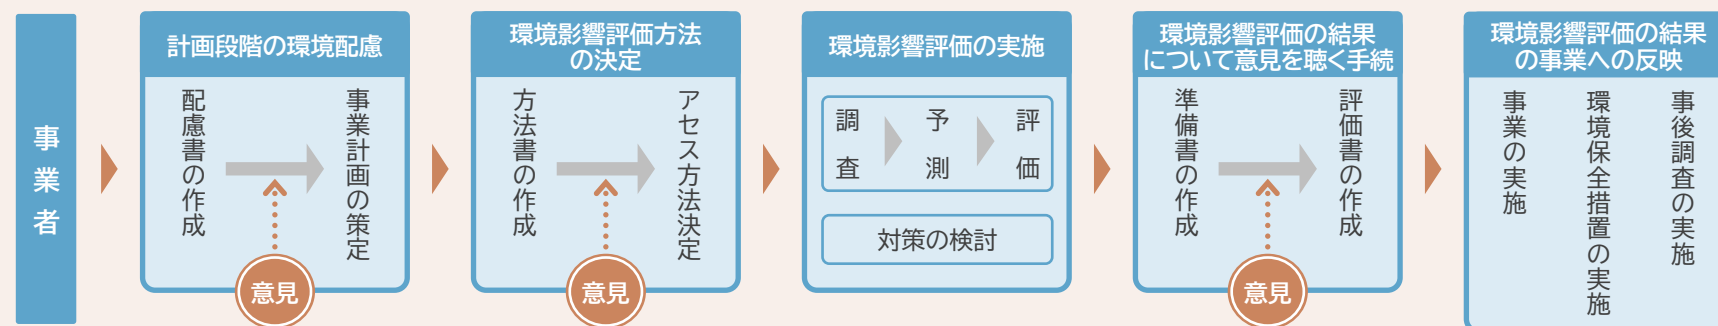 事業者
計画段階の環境配慮
配慮書の作成
事業計画の策定
意見
環境影響評価方法
の決定
方法書の作成
アセス方法決定
意見
環境影響評価の実施
調査
予測
評価
対策の検討
環境影響評価の結果
について意見を聴く手続
準備書の作成
評価書の作成
意見
環境影響評価の結果
の事業への反映
事業の実施
環境保全措置の実施
事後調査の実施